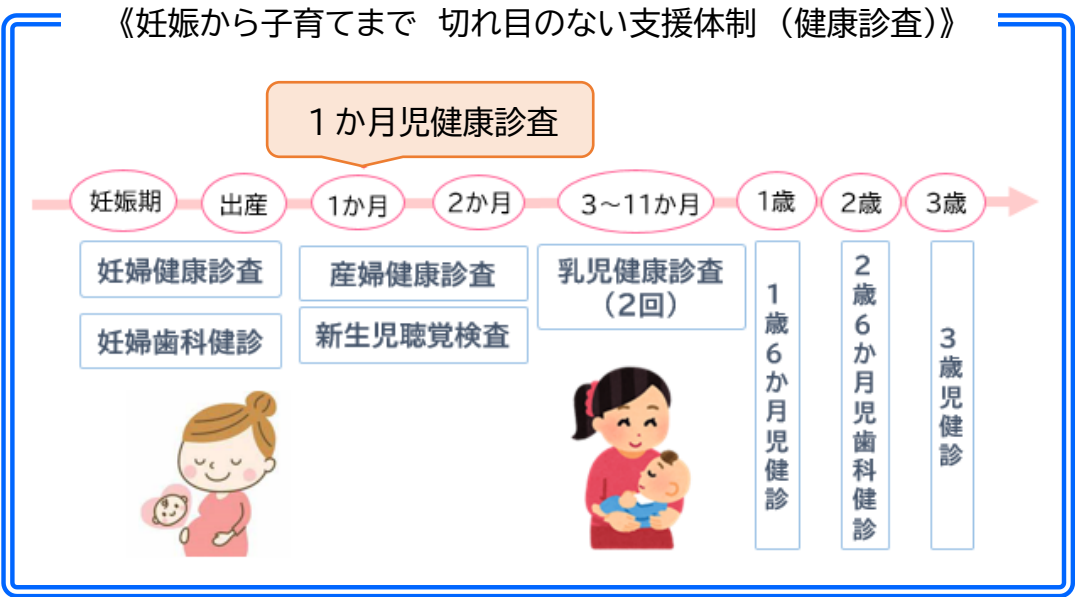 《妊娠から子育てまで 切れ目のない支援体制（健康診査）》
１か月児健康診査
妊娠期
出産
1か月
2か月
3～11か月
1歳
2歳
3歳
妊婦健康診査
妊婦歯科健診
産婦健康診査
新生児聴覚検査
乳児健康診査
（2回）
1歳6か月児健診
2歳6か月児歯科健診
3歳児健診